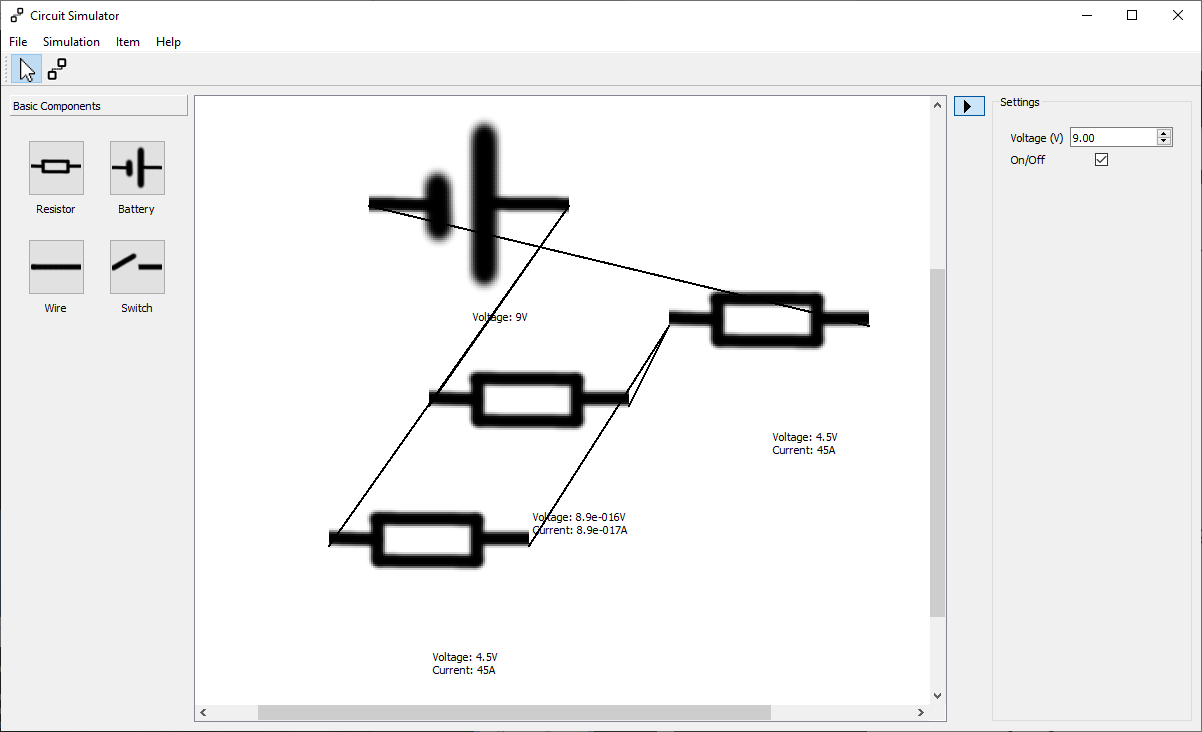 Circuit Simulator
File Simulation Item Help
Basic Components
Resistor Battery
Wire Switch
Voltage: 9V
Voltage: 4.5V
Current: 45A
Voltage: 8.9e-016V
Current: 8.9e-017A
Voltage: 4.5V
Current: 45A
Settings
Voltage (V) 9.00
On/Off